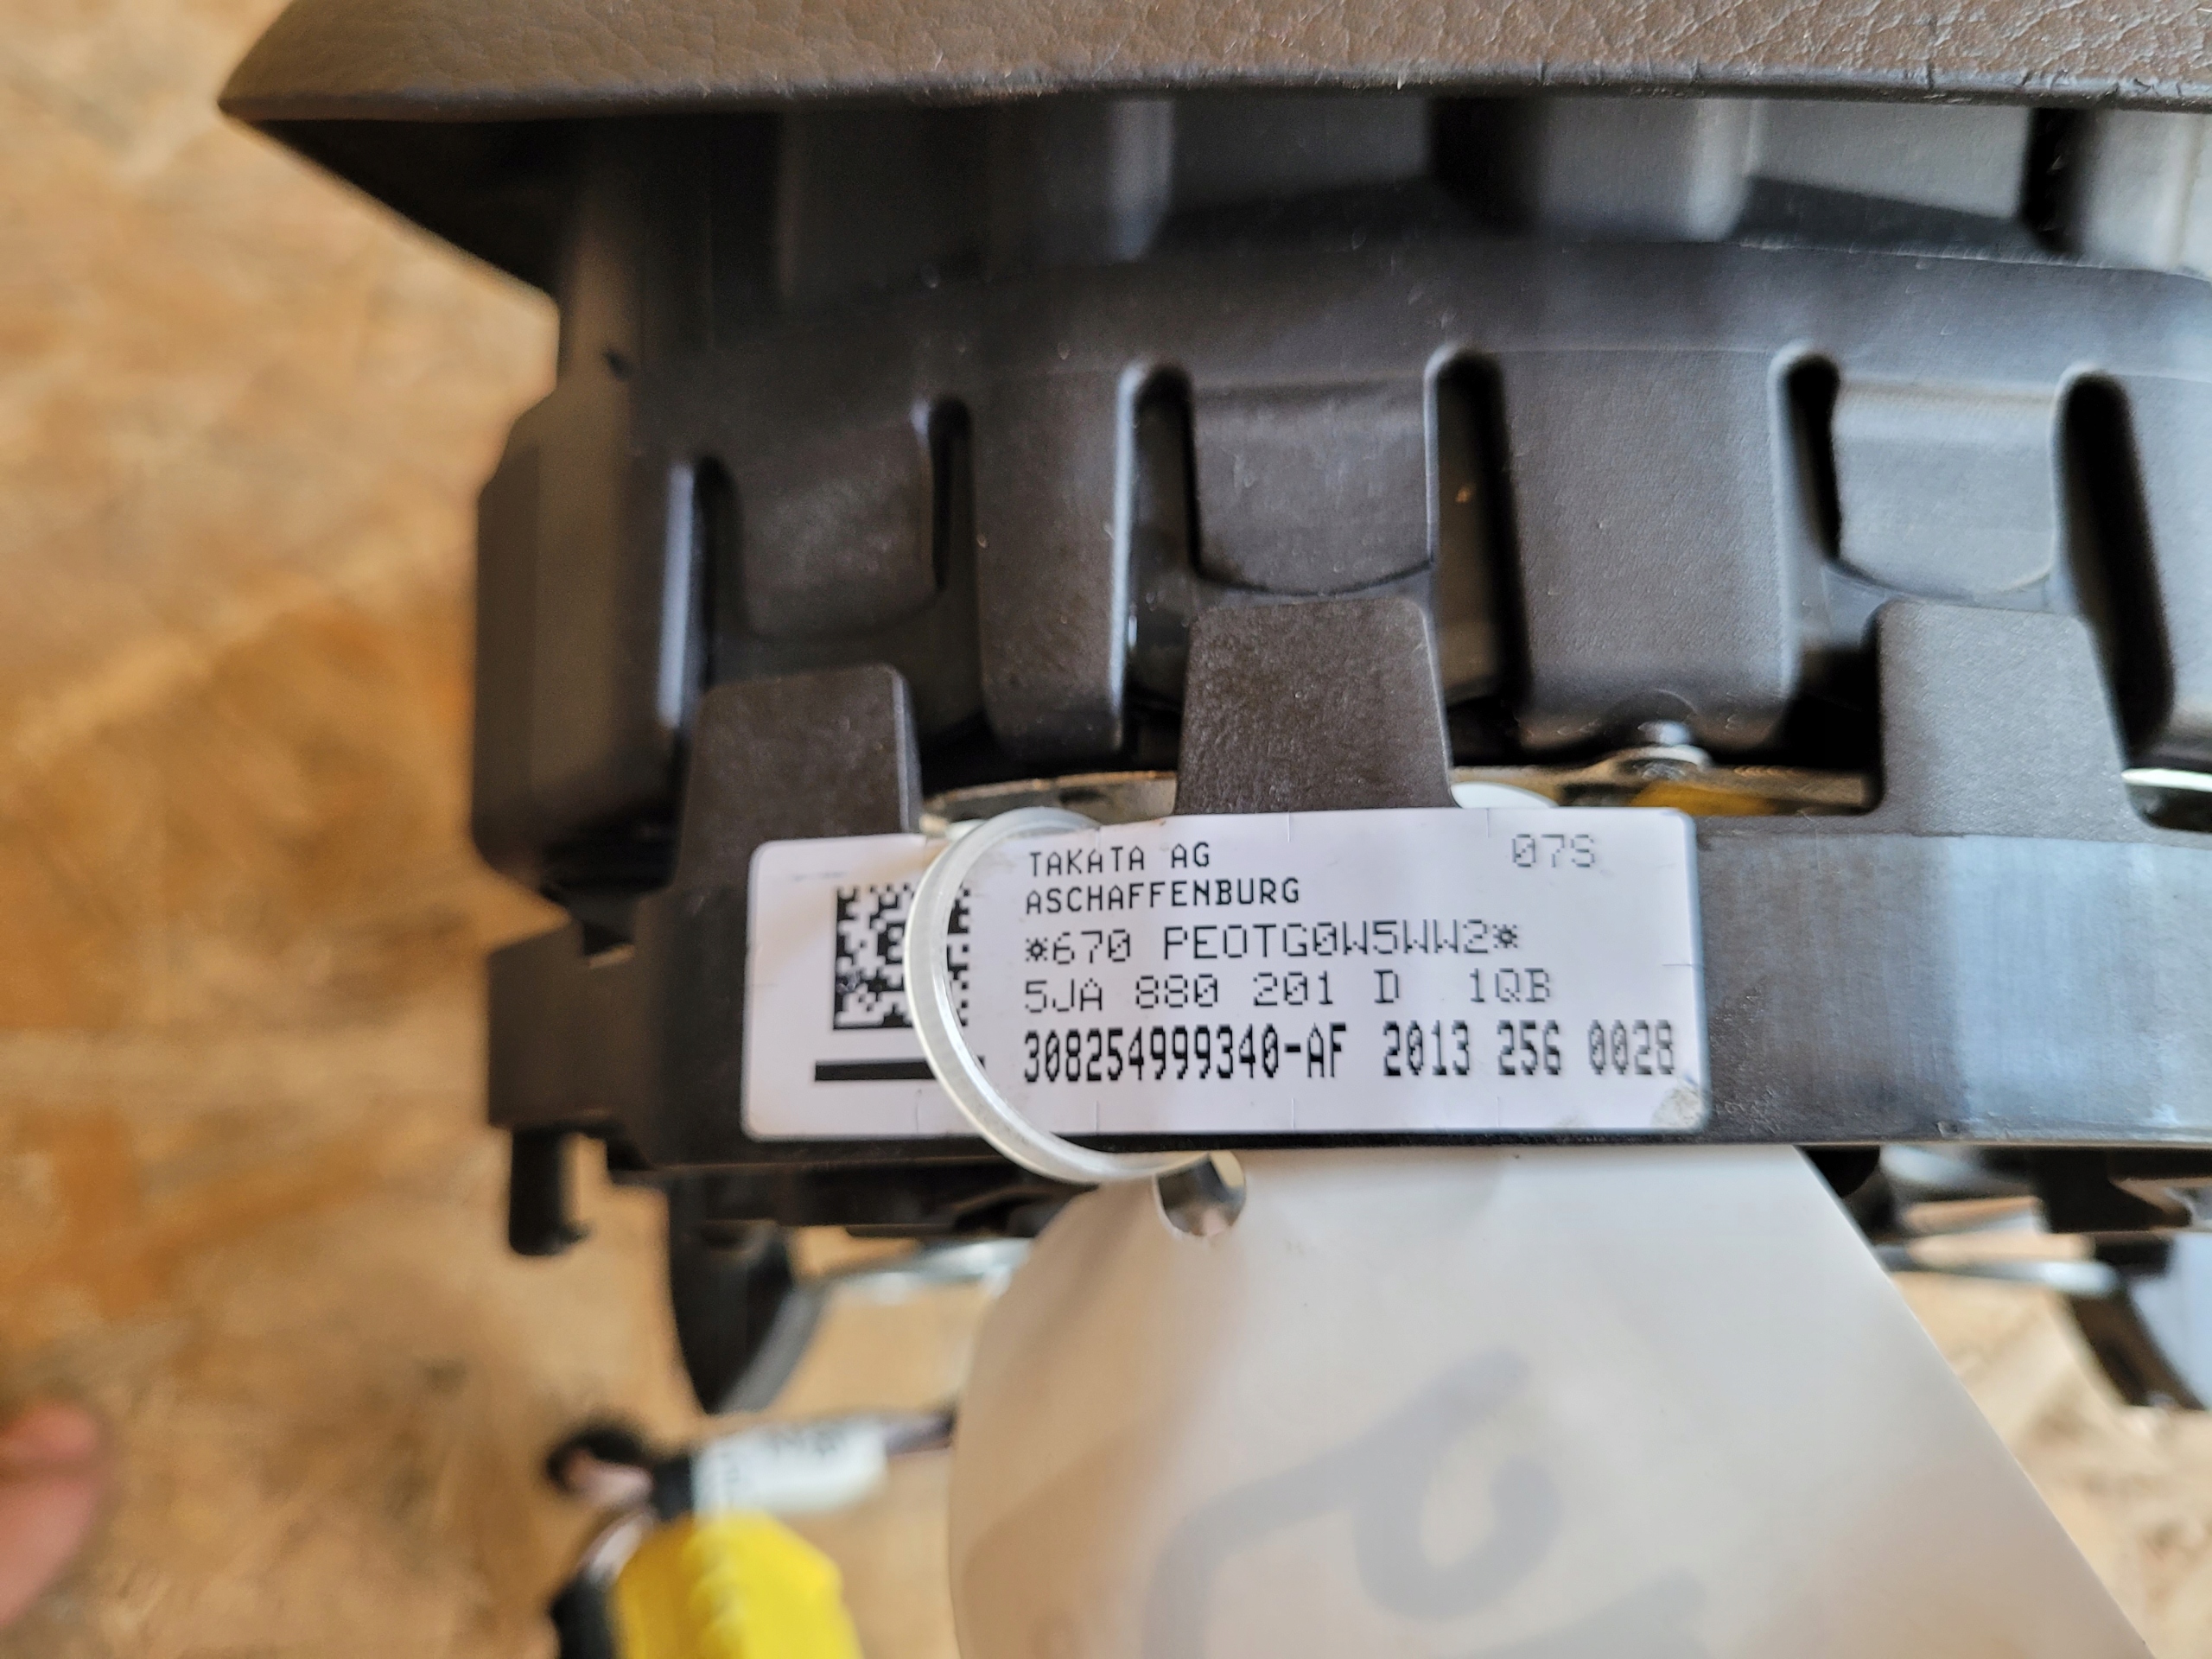 TAKATA AG 07S
ASCHAFFENBURG
*670 PEOTG0W5WW2*
5JA 880 201 D 1QB
308254999340-AF 2013 256 0028